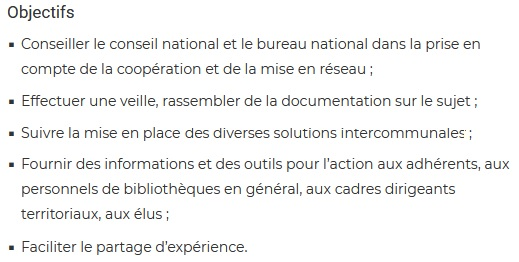 Objectifs
▪ Conseiller le conseil national et le bureau national dans la prise en
compte de la coopération et de la mise en réseau ;
▪ Effectuer une veille, rassembler de la documentation sur le sujet ;
▪ Suivre la mise en place des diverses solutions intercommunales ;
▪ Fournir des informations et des outils pour l’action aux adhérents, aux
personnels de bibliothèques en général, aux cadres dirigeants
territoriaux, aux élus ;
▪ Faciliter le partage d’expérience.